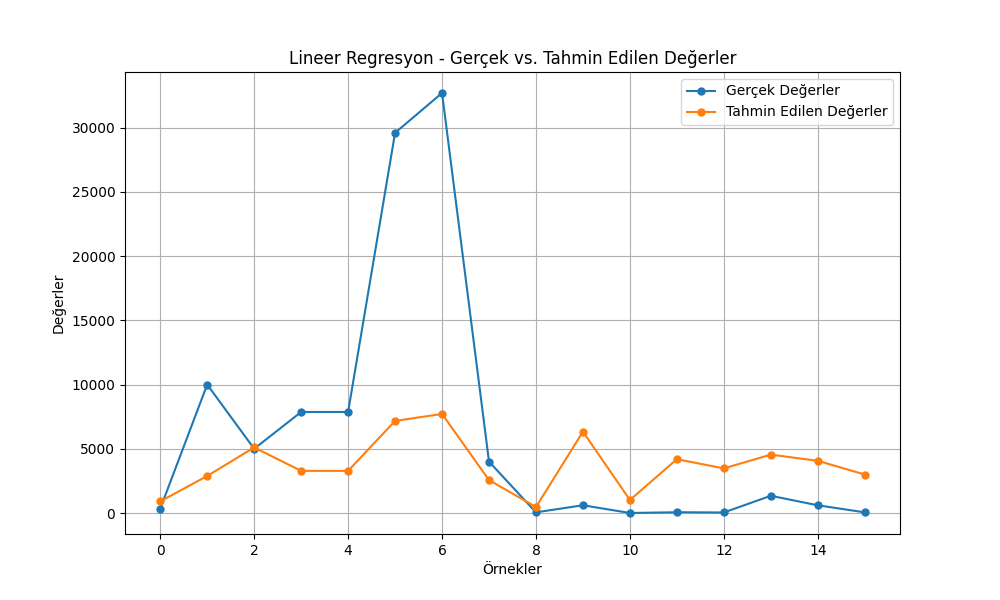 Lineer Regresyon - Gerçek vs. Tahmin Edilen Değerler
Gerçek Değerler
Tahmin Edilen Değerler
30000
25000
20000
15000
10000
5000
0
Değerler
0 2 4 6 8 10 12 14
Örnekler